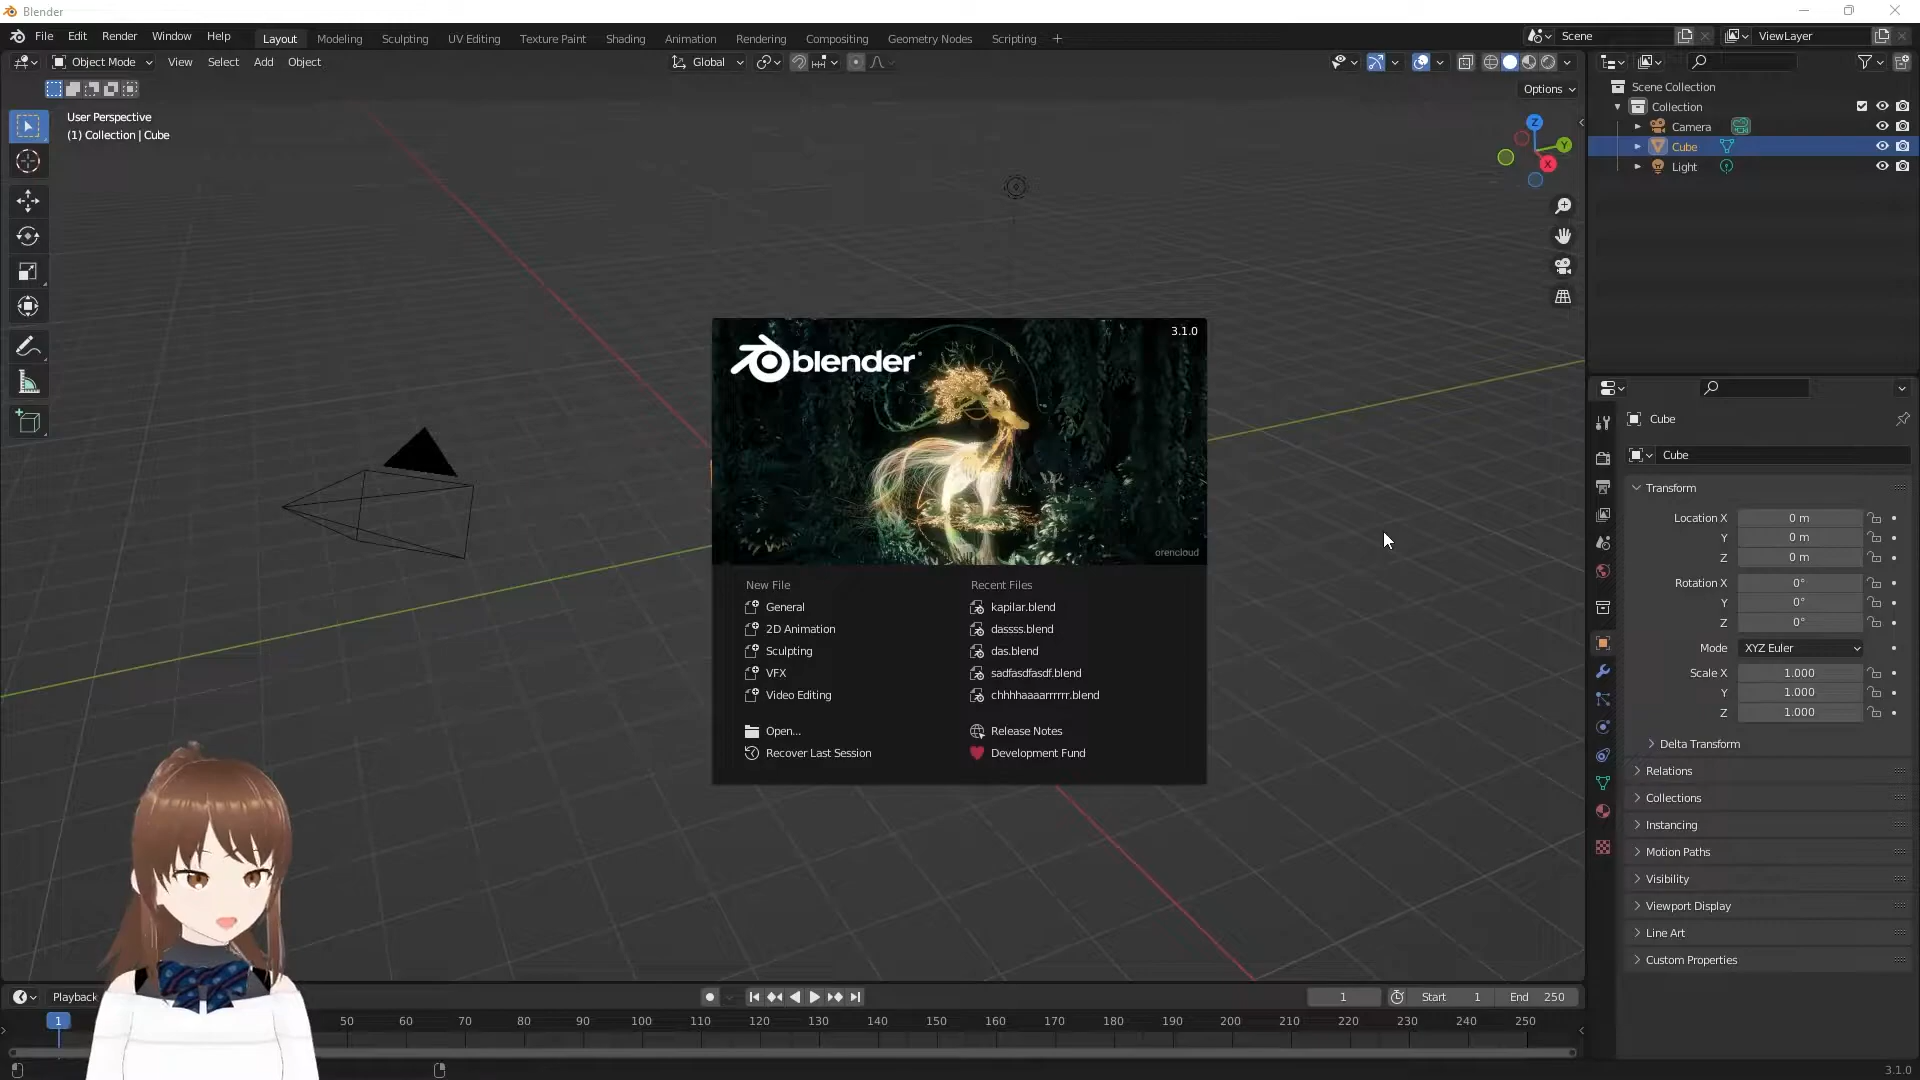 Blender
File Edit Render Window Help Layout Modeling Sculpting UV Editing Texture Paint Shading Animation Rendering Compositing Geometry Nodes Scripting + Scene ViewLayer
Object Mode View Select Add Object Global
Options
User Perspective
(1) Collection | Cube
Z
Y
X
Scene Collection
Collection
Camera
Cube
Light
3.1.0
blender
orencloud
New File
General
2D Animation
Sculpting
VFX
Video Editing
Open...
Recover Last Session
Recent Files
kapilar.blend
dassss.blend
das.blend
sadfasdfasdf.blend
chhhhaaaarrrrrr.blend
Release Notes
Development Fund
Cube
Cube
Transform
Location X 0 m
Y 0 m
Z 0 m
Rotation X 0°
Y 0°
Z 0°
Mode XYZ Euler
Scale X 1.000
Y 1.000
Z 1.000
Delta Transform
Relations
Collections
Instancing
Motion Paths
Visibility
Viewport Display
Line Art
Custom Properties
Playback 1 Start 1 End 250
1 50 60 70 80 90 100 110 120 130 140 150 160 170 180 190 200 210 220 230 240 250
3.1.0